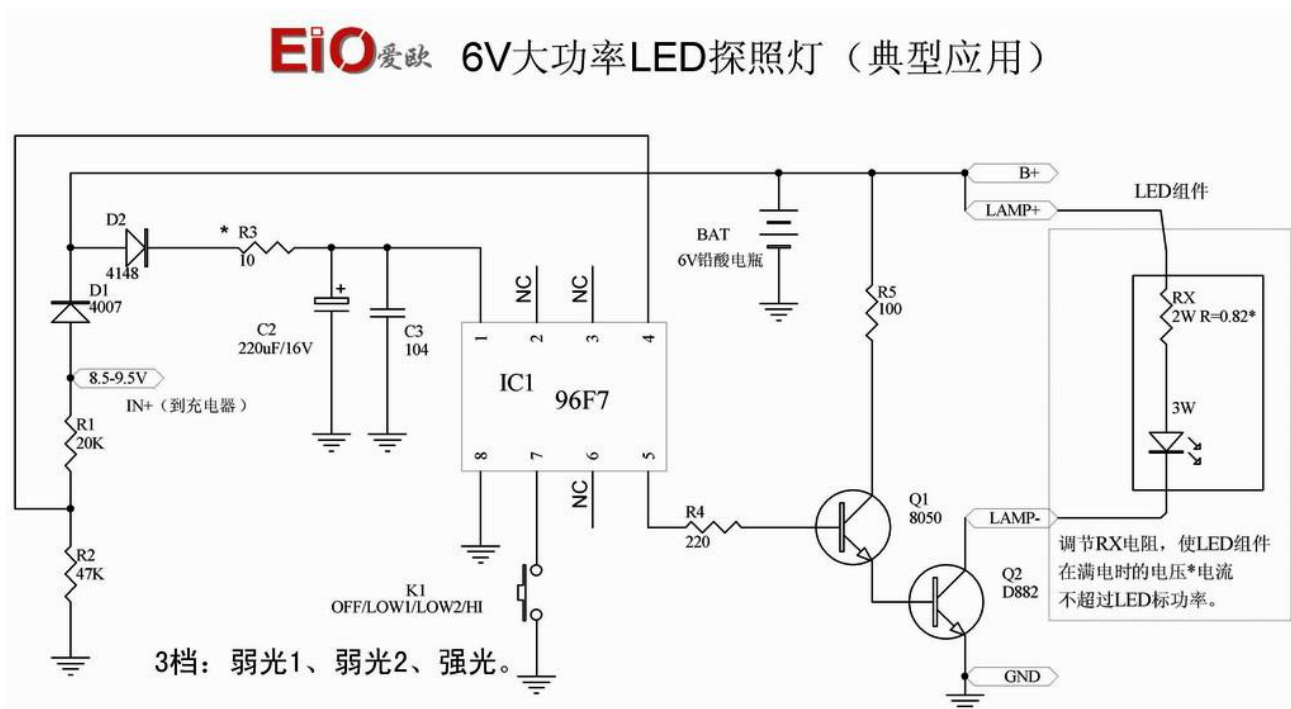 EiO爱欧 6V大功率LED探照灯（典型应用）
B+
LED组件
LAMP+
D2
4148
* R3
10
BAT
6V铅酸电瓶
NC
NC
R5
100
RX
2W R=0.82*
D1
4007
+
C2
220uF/16V
C3
104
1
2
3
4
IC1
96F7
8.5-9.5V
IN+（到充电器）
R1
20K
3W
8
7
6
5
NC
R4
220
Q1
8050
LAMP-
R2
47K
K1
OFF/LOW1/LOW2/HI
Q2
D882
调节RX电阻，使LED组件
在满电时的电压*电流
不超过LED标功率。
3档：弱光1、弱光2、强光。
GND